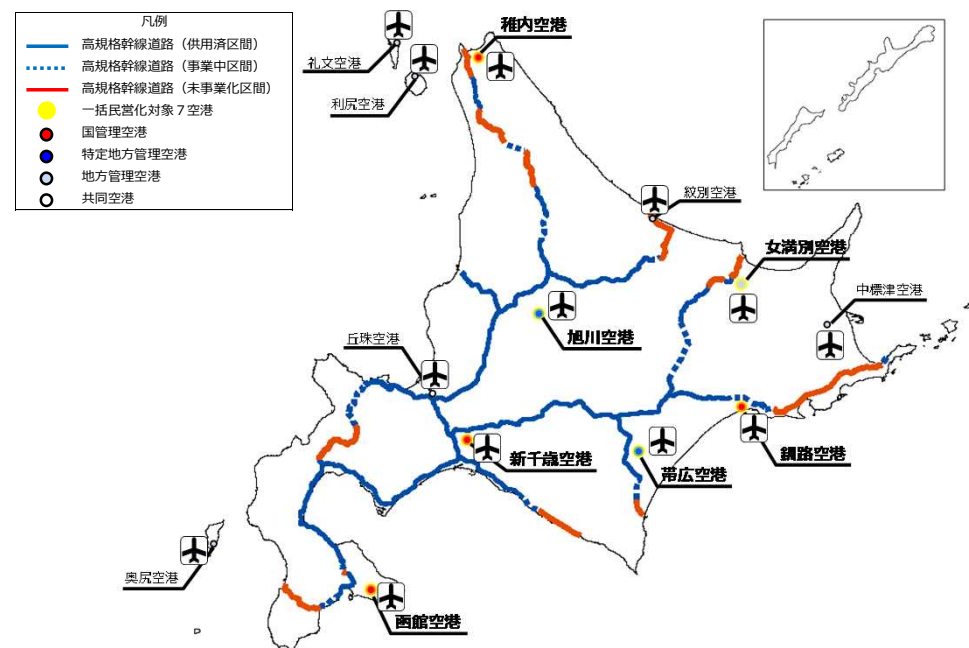 凡例
高規格幹線道路（供用済区間）
高規格幹線道路（事業中区間）
高規格幹線道路（未事業化区間）
一括民営化対象７空港
国管理空港
特定地方管理空港
地方管理空港
共同空港
稚内空港
礼文空港
利尻空港
紋別空港
女満別空港
中標津空港
旭川空港
丘珠空港
新千歳空港
帯広空港
釧路空港
奥尻空港
函館空港